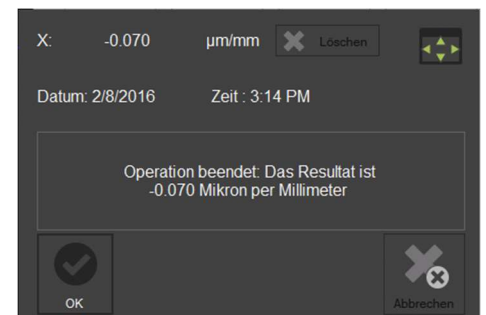 X: -0.070 µm/mm Löschen
Datum: 2/8/2016 Zeit : 3:14 PM
Operation beendet: Das Resultat ist
-0.070 Mikron per Millimeter
OK Abbrechen